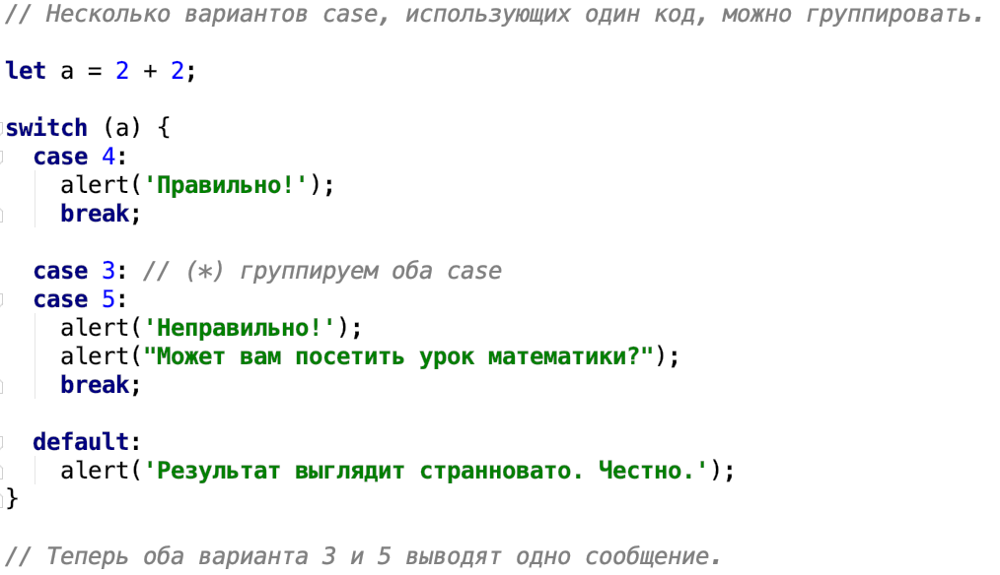 // Несколько вариантов case, использующих один код, можно группировать.
let a = 2 + 2;
switch (a) {
case 4:
alert('Правильно!');
break;
case 3: // (*) группируем оба case
case 5:
alert('Неправильно!');
alert("Может вам посетить урок математики?");
break;
default:
alert('Результат выглядит странновато. Честно.');
}
// Теперь оба варианта 3 и 5 выводят одно сообщение.